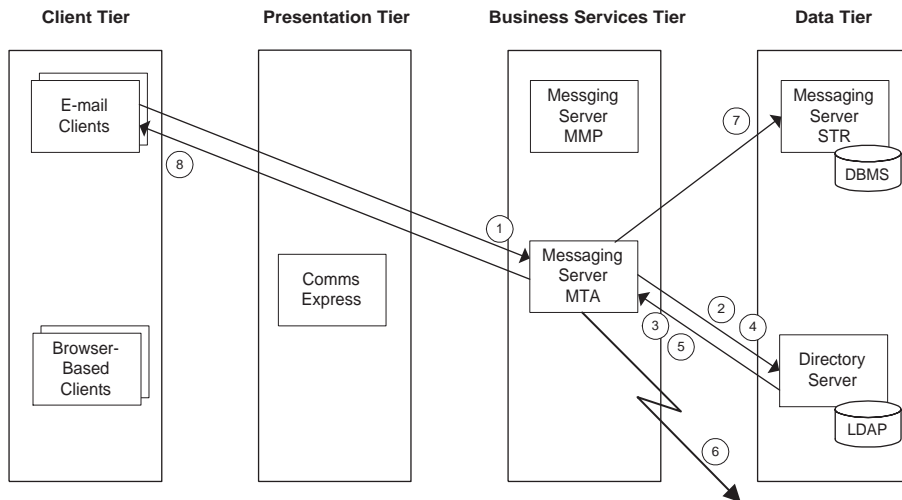 Client Tier
Presentation Tier
Business Services Tier
Data Tier
E-mail
Clients
Messging
Server
MMP
Messaging
Server
STR
DBMS
7
8
1
Messaging
Server
MTA
Comms
Express
2
4
3
5
Browser-
Based
Clients
Directory
Server
LDAP
6